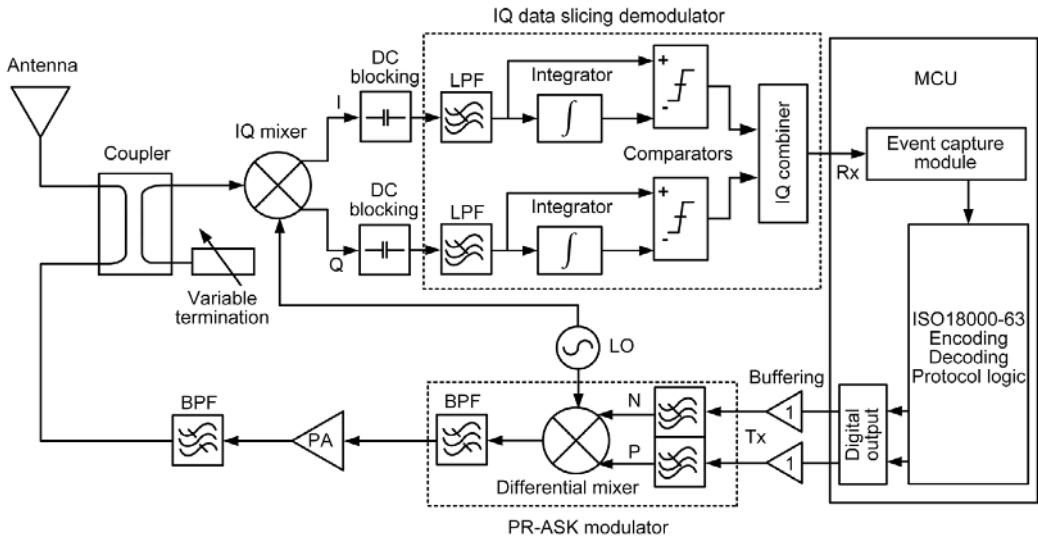 IQ data slicing demodulator
Antenna
DC
blocking
LPF
Integrator
+
-
∫
MCU
I
IQ mixer
Coupler
Comparators
IQ combiner
Rx
Event capture
module
DC
blocking
LPF
Integrator
+
-
∫
Q
Variable
termination
LO
ISO18000-63
Encoding
Decoding
Protocol logic
Buffering
BPF
BPF
N
1
Tx
PA
P
1
Digital
output
Differential mixer
PR-ASK modulator